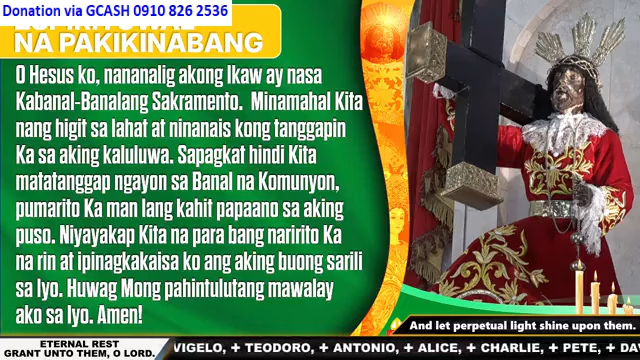 Donation via GCASH 0910 826 2536
NA PAKIKINABANG
O Hesus ko, nananalig akong Ikaw ay nasa
Kabanal-Banalang Sakramento. Minamahal Kita
nang higit sa lahat at ninanais kong tanggapin
Ka sa aking kaluluwa. Sapagkat hindi Kita
matatanggap ngayon sa Banal na Komunyon,
pumarito Ka man lang kahit papaano sa aking
puso. Niyayakap Kita na para bang naririto Ka
na rin at ipinagkakaisa ko ang aking buong sarili
sa Iyo. Huwag Mong pahintulutang mawalay
ako sa Iyo. Amen!
And let perpetual light shine upon them.
ETERNAL REST
GRANT UNTO THEM, O LORD.
VIGELO, + TEODORO, + ANTONIO, + ALICE, + CHARLIE, + PETE, + DA